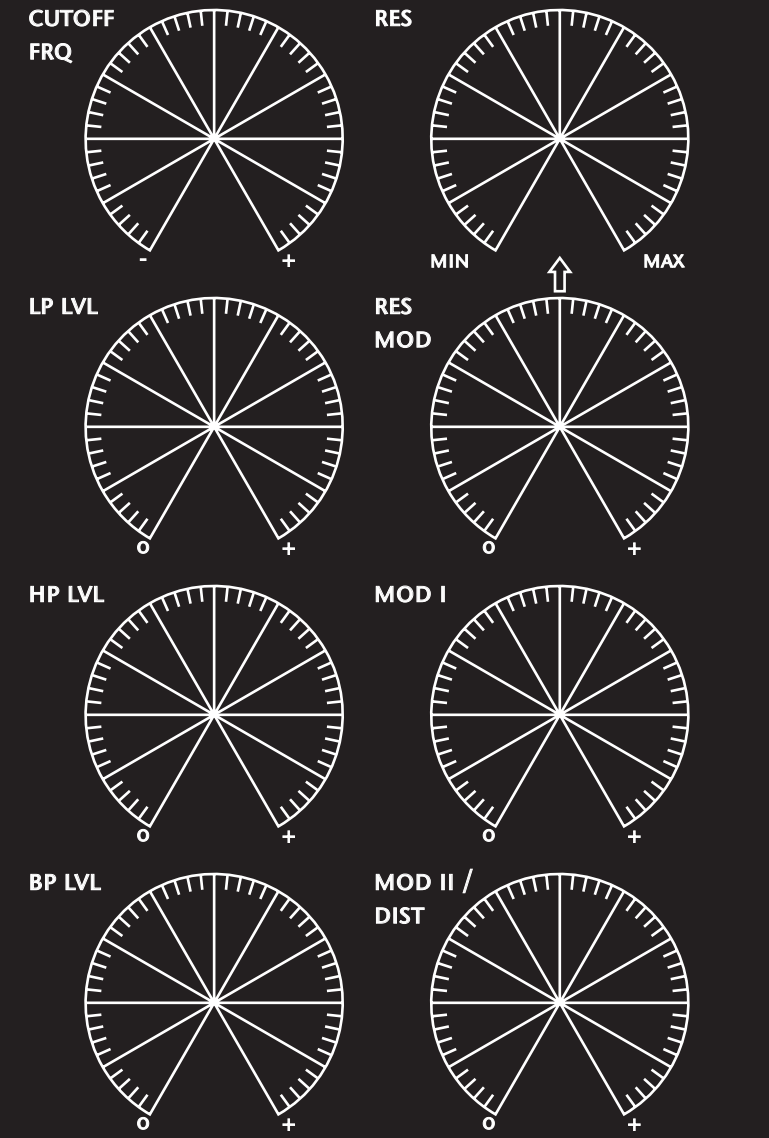 CUTOFF
FRQ
- +
RES
MIN MAX
LP LVL
o +
RES
MOD
o +
HP LVL
o +
MOD I
o +
BP LVL
o +
MOD II /
DIST
o +